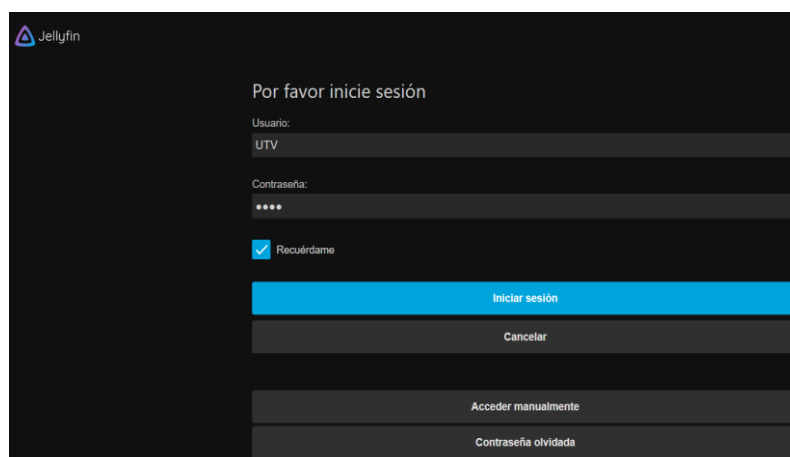 Jellyfin
Por favor inicie sesión
Usuario:
UTV
Contraseña:
••••
Recuérdame
Iniciar sesión
Cancelar
Acceder manualmente
Contraseña olvidada